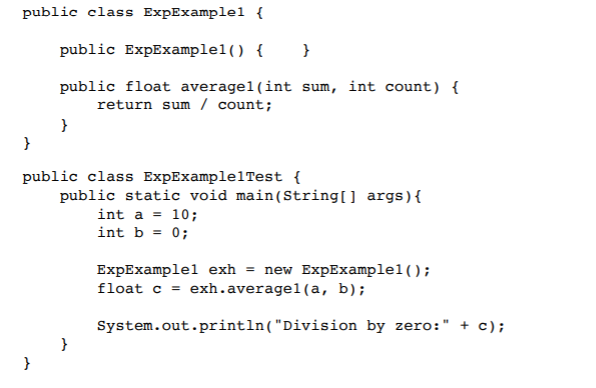 public class ExpExample1 {
public ExpExample1() {    }
public float average1(int sum, int count) {
return sum / count;
}
}
public class ExpExample1Test {
public static void main(String[] args){
int a = 10;
int b = 0;
ExpExample1 exh = new ExpExample1();
float c = exh.average1(a, b);
System.out.println("Division by zero:" + c);
}
}